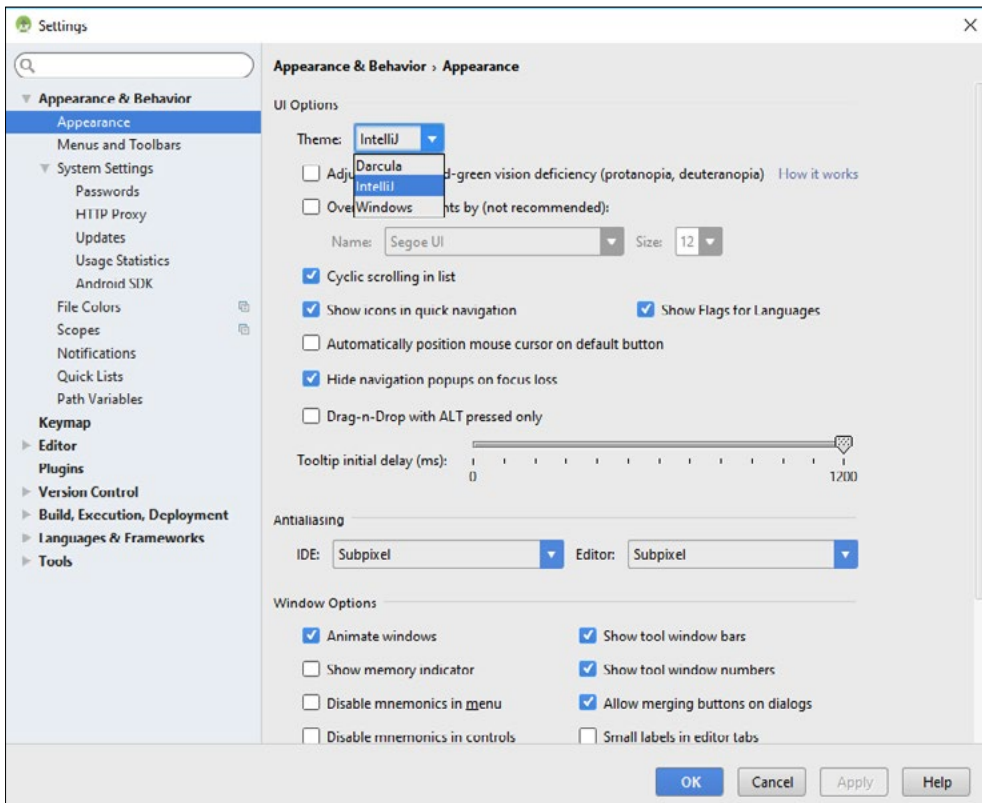 Settings
Appearance & Behavior › Appearance
Appearance & Behavior
Appearance
Menus and Toolbars
System Settings
Passwords
HTTP Proxy
Updates
Usage Statistics
Android SDK
File Colors
Scopes
Notifications
Quick Lists
Path Variables
Keymap
Editor
Plugins
Version Control
Build, Execution, Deployment
Languages & Frameworks
Tools
UI Options
Theme: IntelliJ
Darcula
IntelliJ
Windows
d-green vision deficiency (protanopia, deuteranopia) How it works
by (not recommended):
Name: Segoe UI Size: 12
Cyclic scrolling in list
Show icons in quick navigation Show Flags for Languages
Automatically position mouse cursor on default button
Hide navigation popups on focus loss
Drag-n-Drop with ALT pressed only
Tooltip initial delay (ms):
0 1200
Antialiasing
IDE: Subpixel Editor: Subpixel
Window Options
Animate windows Show tool window bars
Show memory indicator Show tool window numbers
Disable mnemonics in menu Allow merging buttons on dialogs
Disable mnemonics in controls Small labels in editor tabs
OK Cancel Apply Help